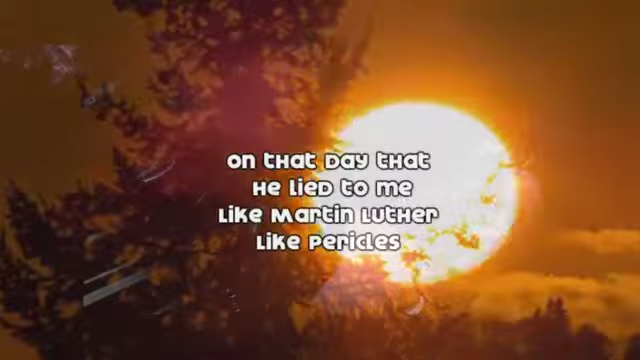 on that day that
he lied to me
like Martin Luther
like Pericles